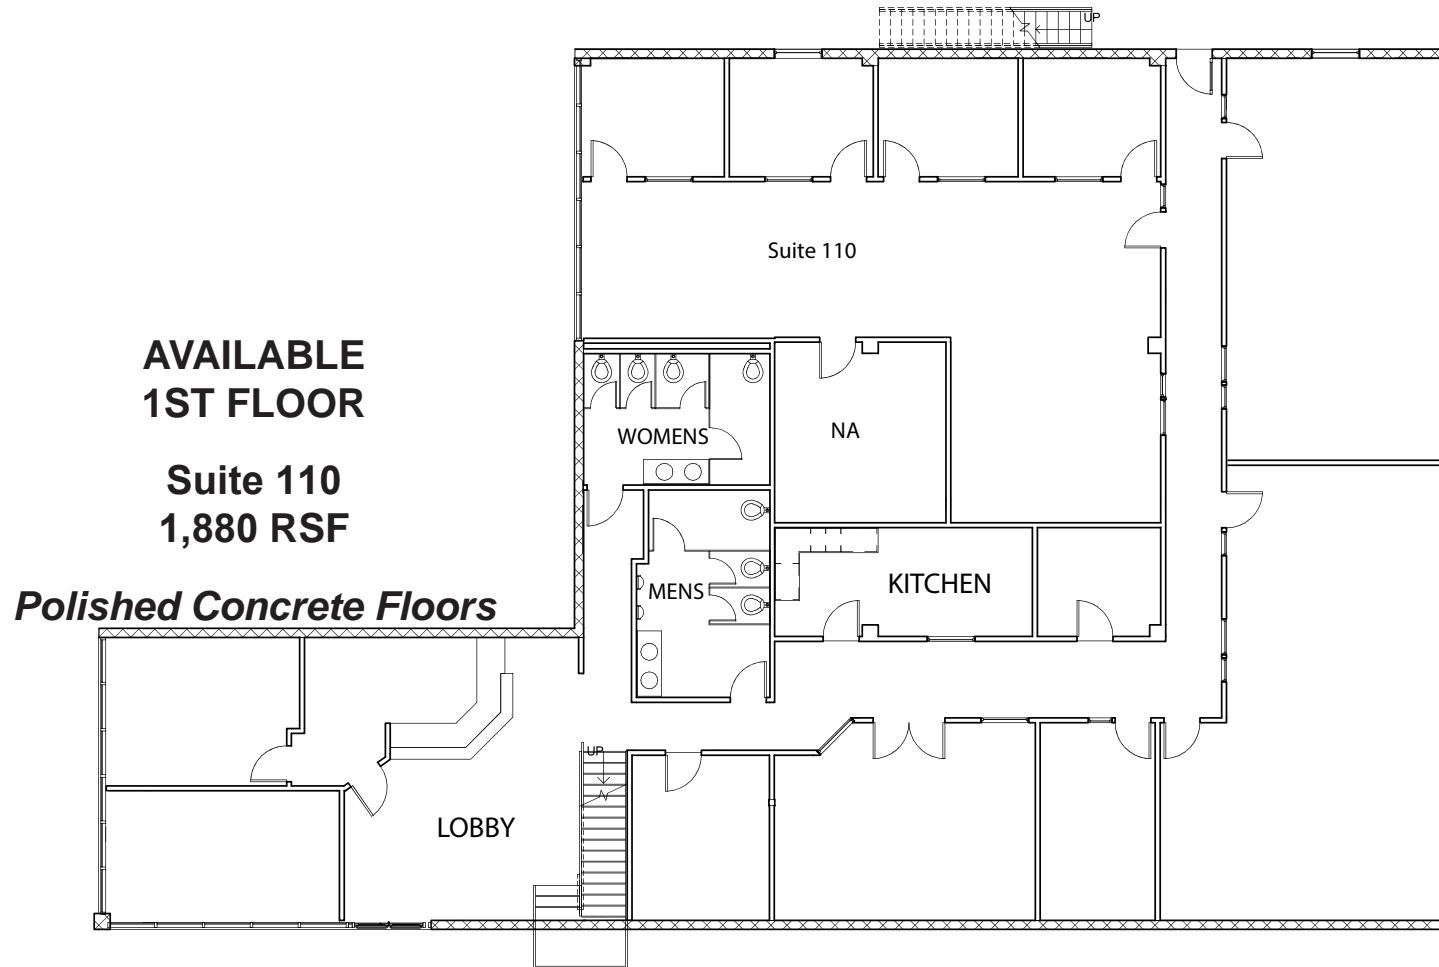 UP
Suite 110
AVAILABLE
1ST FLOOR
Suite 110
1,880 RSF
Polished Concrete Floors
WOMENS
NA
MENS
KITCHEN
UP
LOBBY